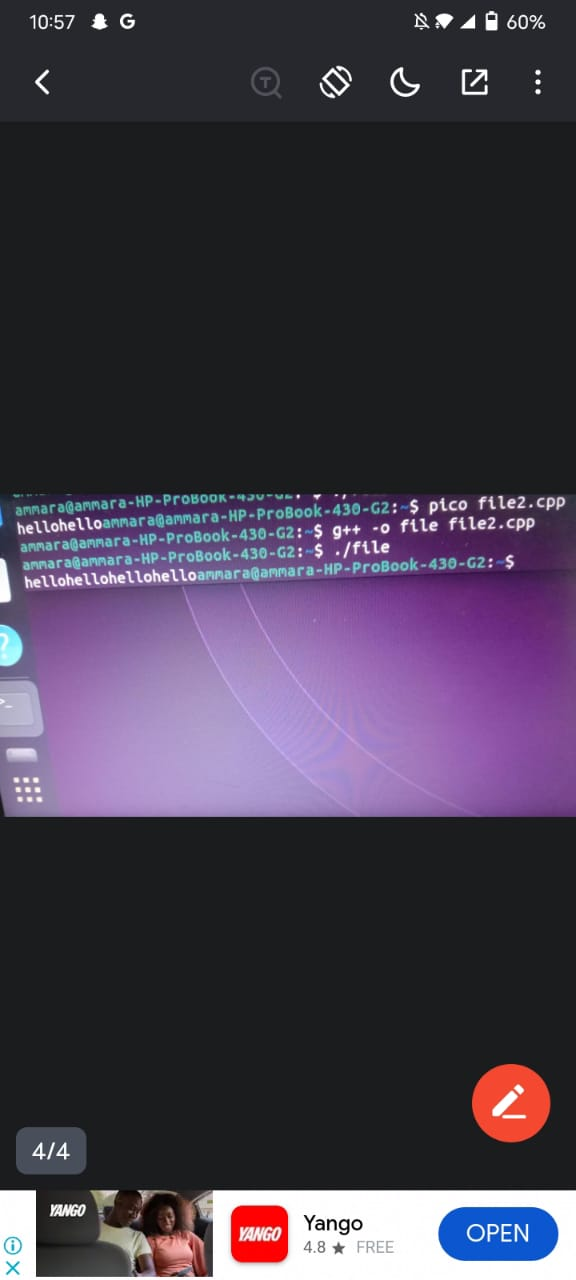 10:57 G 60%
ammara@ammara-HP-ProBook-430-G2:~$ pico file2.cpp
hellohelloammara@ammara-HP-ProBook-430-G2:~$ g++ -o file file2.cpp
ammara@ammara-HP-ProBook-430-G2:~$ ./file
hellohellohellohelloammara@ammara-HP-ProBook-430-G2:~$
4/4
YANGO
YANGO
Yango
4.8 ★ FREE
OPEN